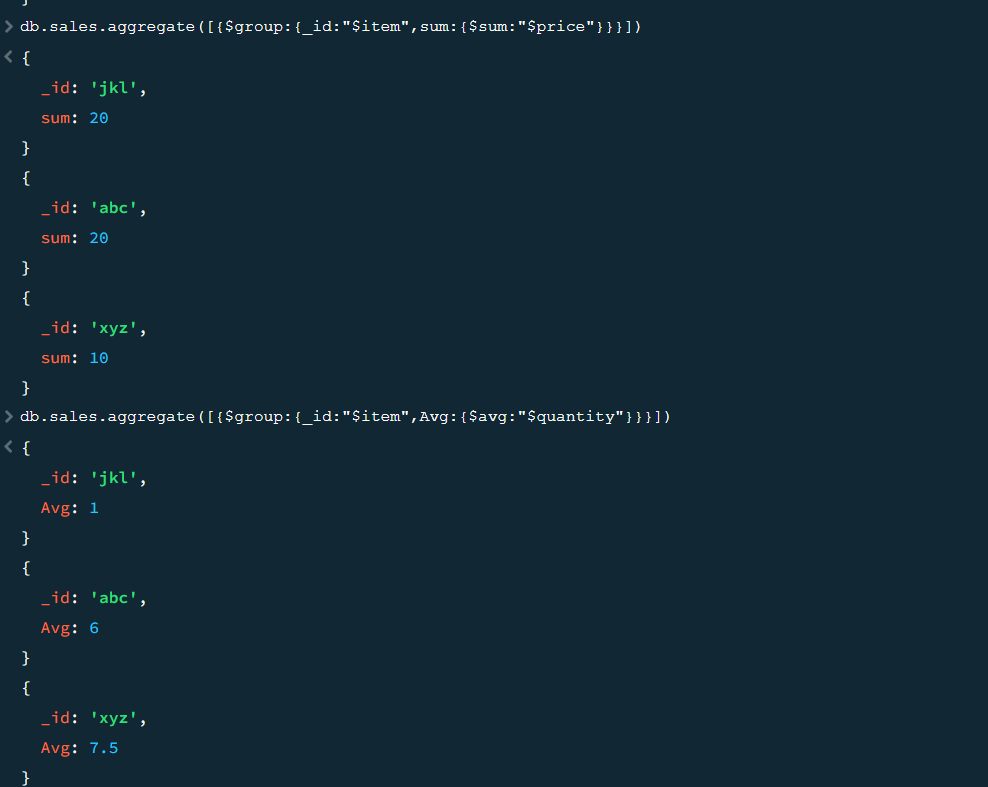 }
> db.sales.aggregate([{$group:{_id:"$item",sum:{$sum:"$price"}}}])
< {
_id: 'jkl',
sum: 20
}
{
_id: 'abc',
sum: 20
}
{
_id: 'xyz',
sum: 10
}
> db.sales.aggregate([{$group:{_id:"$item",Avg:{$avg:"$quantity"}}}])
< {
_id: 'jkl',
Avg: 1
}
{
_id: 'abc',
Avg: 6
}
{
_id: 'xyz',
Avg: 7.5
}